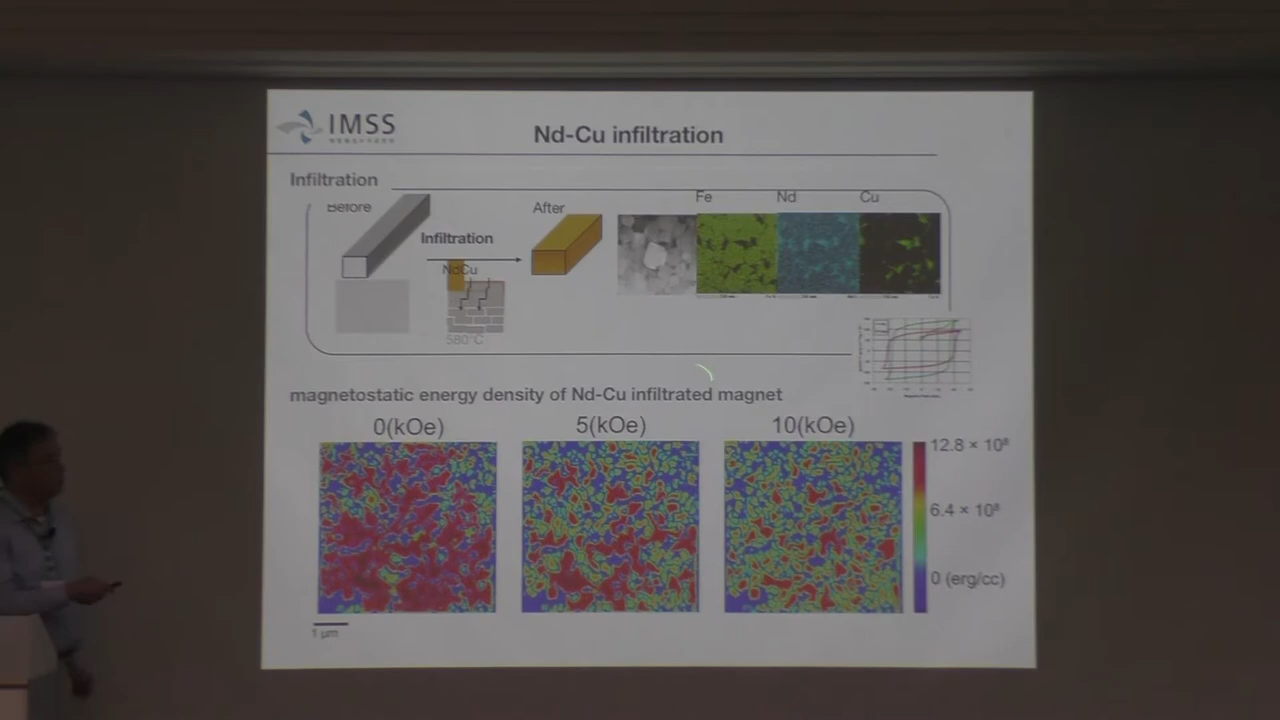 IMSS
Nd-Cu infiltration
Infiltration
Before
After
Fe
Nd
Cu
Infiltration
NdCu
580°C
magnetostatic energy density of Nd-Cu infiltrated magnet
0(kOe)
5(kOe)
10(kOe)
12.8 × 10⁸
6.4 × 10⁸
0 (erg/cc)
1 μm